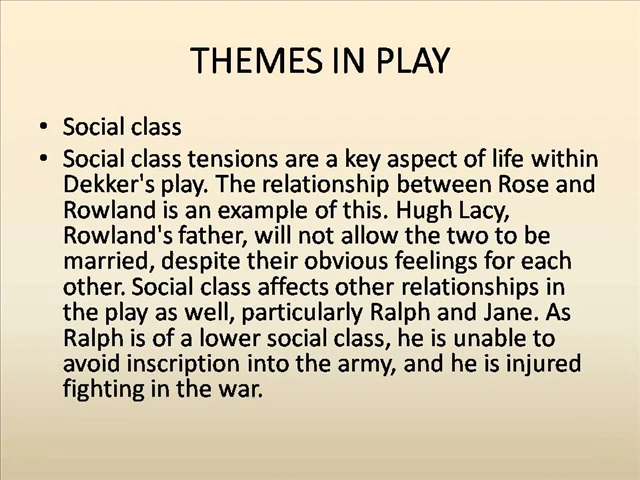 THEMES IN PLAY
• Social class
• Social class tensions are a key aspect of life within
Dekker's play. The relationship between Rose and
Rowland is an example of this. Hugh Lacy,
Rowland's father, will not allow the two to be
married, despite their obvious feelings for each
other. Social class affects other relationships in
the play as well, particularly Ralph and Jane. As
Ralph is of a lower social class, he is unable to
avoid inscription into the army, and he is injured
fighting in the war.